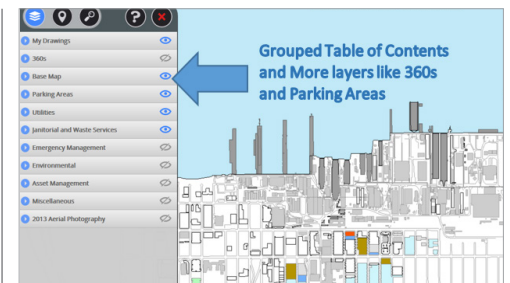 My Drawings
360s
Base Map
Parking Areas
Utilities
Janitorial and Waste Services
Emergency Management
Environmental
Asset Management
Miscellaneous
2013 Aerial Photography
?
Grouped Table of Contents
and More layers like 360s
and Parking Areas